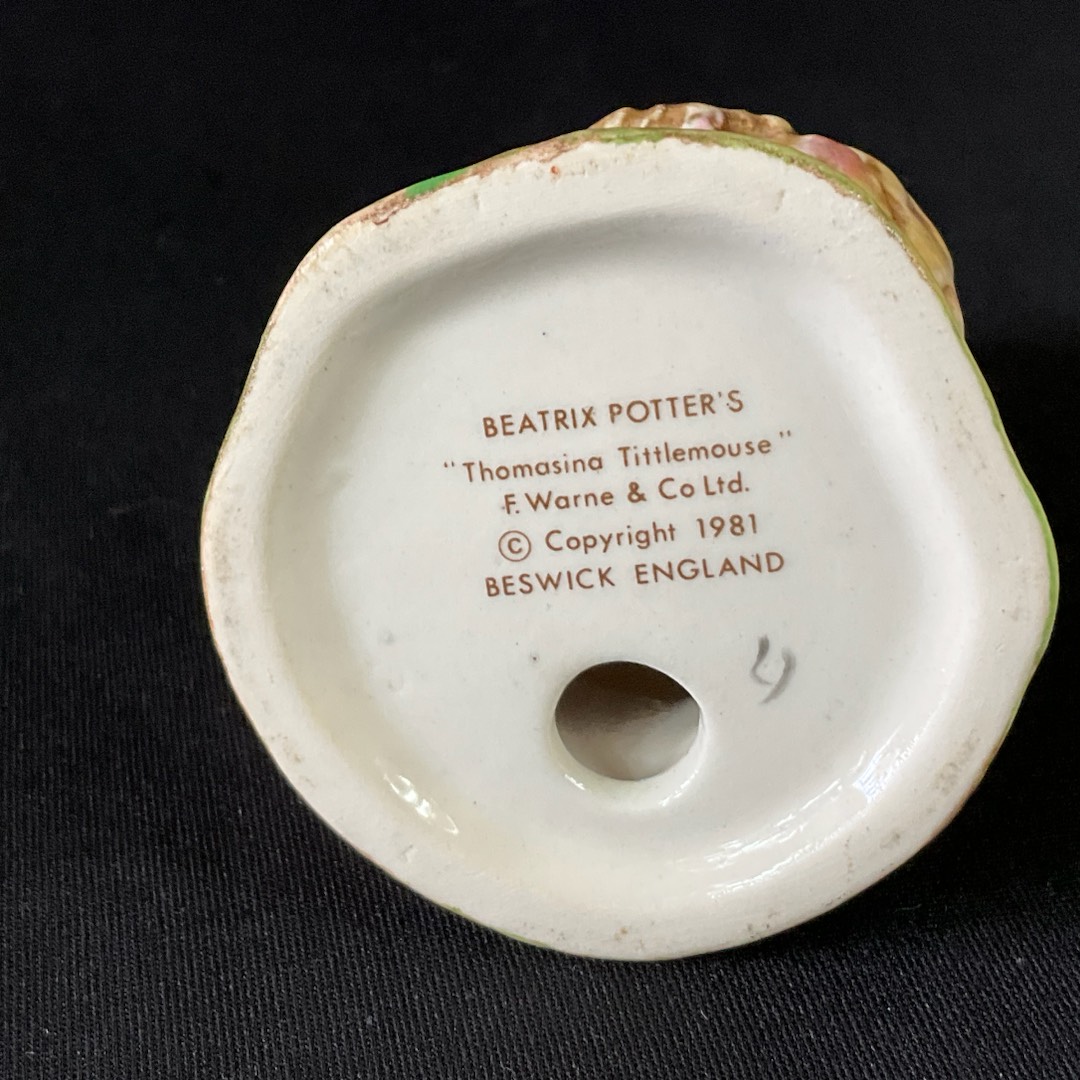 BEATRIX POTTER'S
"Thomasina Tittlemouse"
F. Warne & Co Ltd.
© Copyright 1981
BESWICK ENGLAND